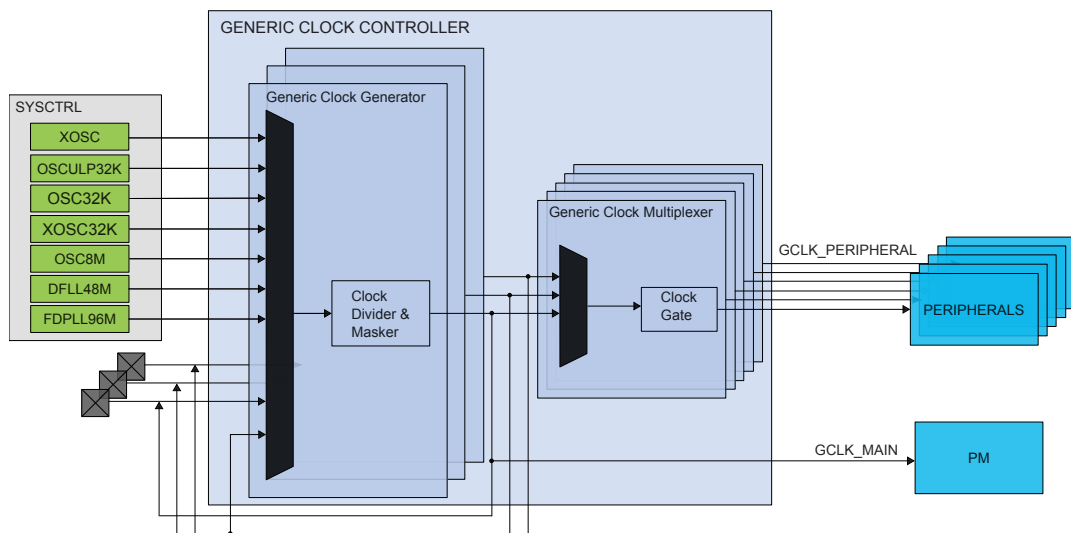 GENERIC CLOCK CONTROLLER
Generic Clock Generator
SYSCTRL
XOSC
OSCULP32K
OSC32K
XOSC32K
OSC8M
DFLL48M
FDPLL96M
Clock
Divider &
Masker
Generic Clock Multiplexer
Clock
Gate
GCLK_PERIPHERAL
PERIPHERALS
GCLK_MAIN
PM